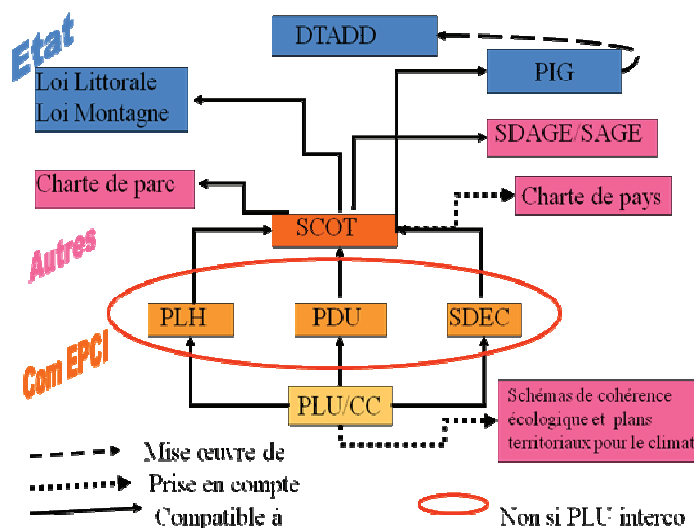 Etat
DTADD
PIG
Loi Littorale
Loi Montagne
SDAGE/SAGE
Charte de parc
Charte de pays
SCOT
Autres
PLH
PDU
SDEC
Com EPCI
PLU/CC
Schémas de cohérence
écologique et plans
territoriaux pour le climat
Mise œuvre de
Prise en compte
Compatible à
Non si PLU interco